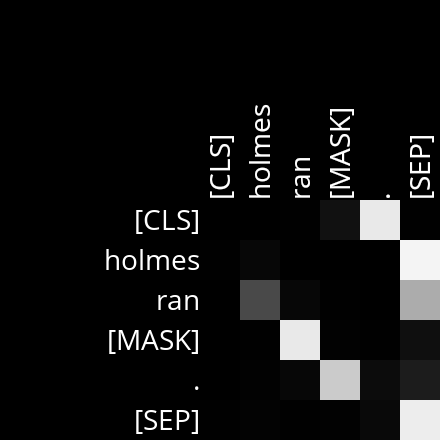 [CLS] holmes ran [MASK] . [SEP]
[CLS]
holmes
ran
[MASK]
.
[SEP]